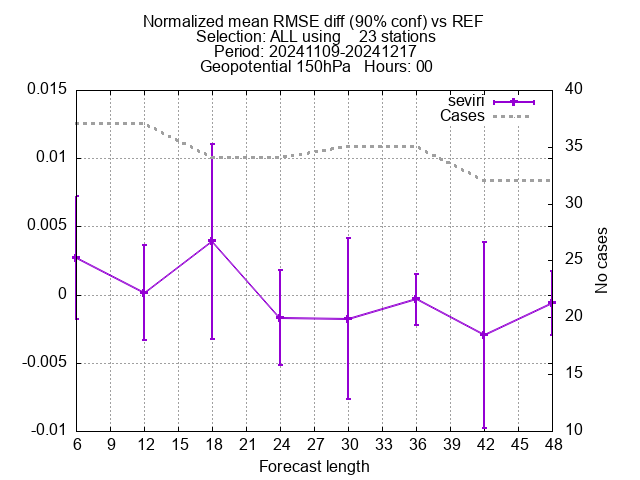 Normalized mean RMSE diff (90% conf) vs REF
Selection: ALL using 23 stations
Period: 20241109-20241217
Geopotential 150hPa Hours: 00
seviri
Cases
0.015
0.01
0.005
0
-0.005
-0.01
40
35
30
25
20
15
10
No cases
6 9 12 15 18 21 24 27 30 33 36 39 42 45 48
Forecast length